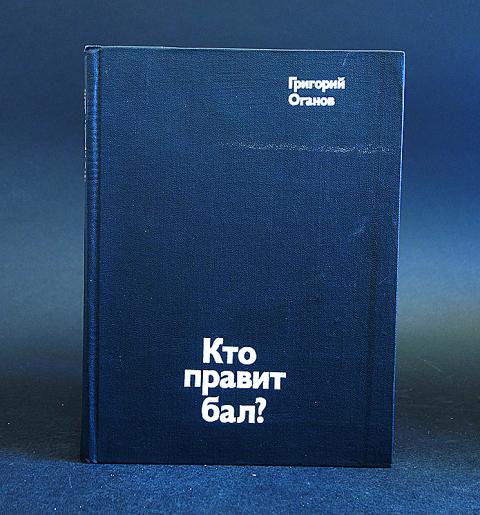 Григорий
Оганов
Кто
правит
бал?